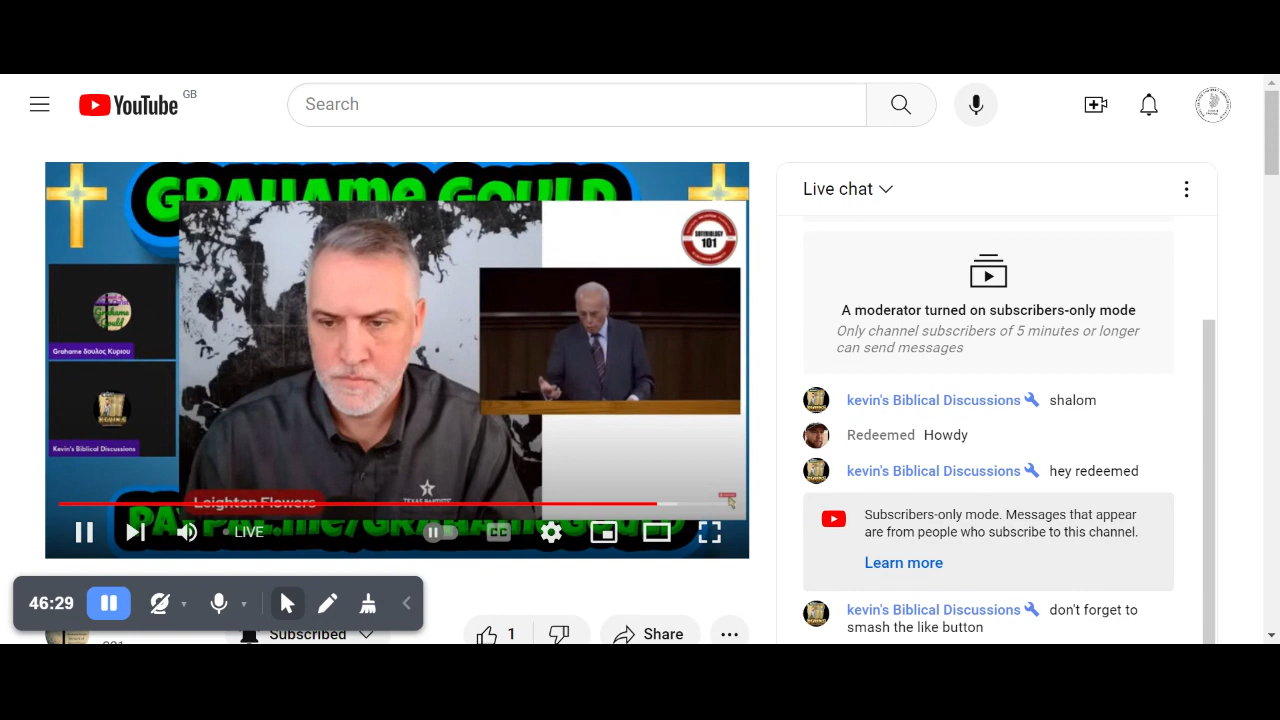 YouTube GB
Search
GRAHAME GOULD
SOTERIOLOGY
101
Grahame δουλος Κυριου
Kevin's Biblical Discussions
Leighton Flowers
LIVE
CC
46:29
Subscribed
1
Share
Live chat
A moderator turned on subscribers-only mode
Only channel subscribers of 5 minutes or longer
can send messages
kevin's Biblical Discussions shalom
Redeemed Howdy
kevin's Biblical Discussions hey redeemed
Subscribers-only mode. Messages that appear
are from people who subscribe to this channel.
Learn more
kevin's Biblical Discussions don't forget to
smash the like button